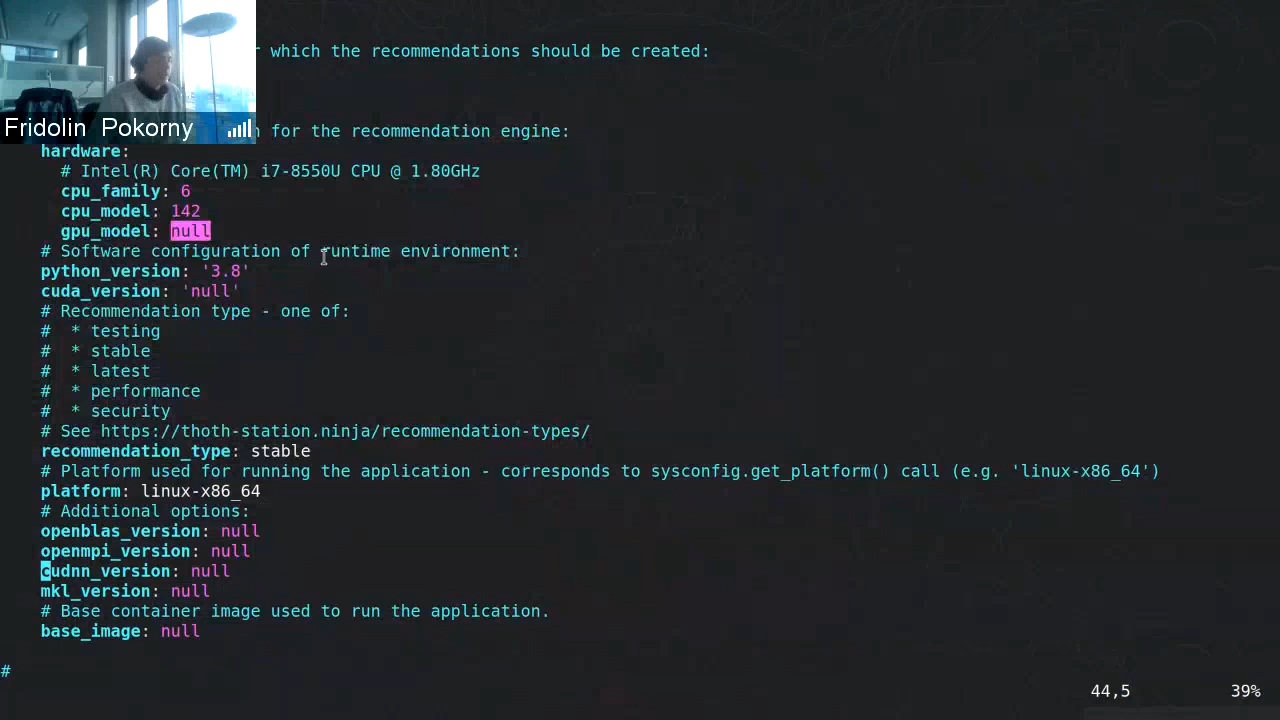 which the recommendations should be created:
Fridolin Pokorny
for the recommendation engine:
hardware:
# Intel(R) Core(TM) i7-8550U CPU @ 1.80GHz
cpu_family: 6
cpu_model: 142
gpu_model: null
# Software configuration of runtime environment:
python_version: '3.8'
cuda_version: 'null'
# Recommendation type - one of:
#  * testing
#  * stable
#  * latest
#  * performance
#  * security
# See https://thoth-station.ninja/recommendation-types/
recommendation_type: stable
# Platform used for running the application - corresponds to sysconfig.get_platform() call (e.g. 'linux-x86_64')
platform: linux-x86_64
# Additional options:
openblas_version: null
openmpi_version: null
cudnn_version: null
mkl_version: null
# Base container image used to run the application.
base_image: null
#
44,5 39%